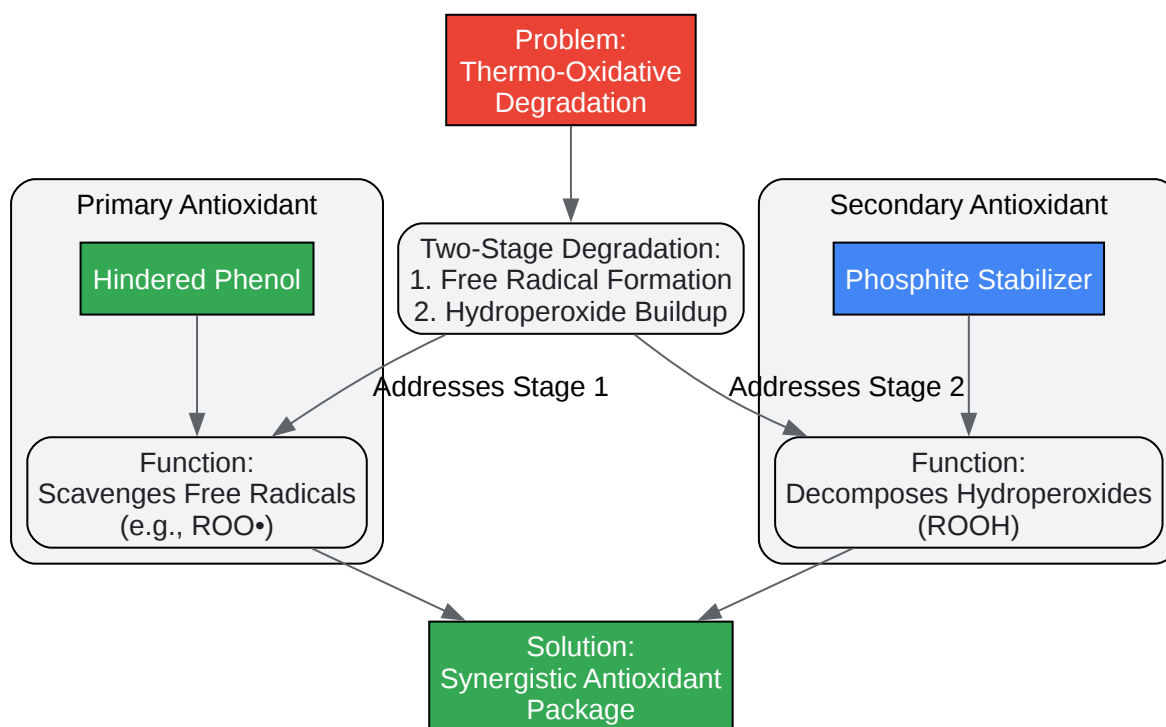 Problem:
Thermo-Oxidative
Degradation
Primary Antioxidant
Hindered Phenol
Two-Stage Degradation:
1. Free Radical Formation
2. Hydroperoxide Buildup
Secondary Antioxidant
Phosphite Stabilizer
Addresses Stage 1
Addresses Stage 2
Function:
Scavenges Free Radicals
(e.g., ROO•)
Function:
Decomposes Hydroperoxides
(ROOH)
Solution:
Synergistic Antioxidant
Package